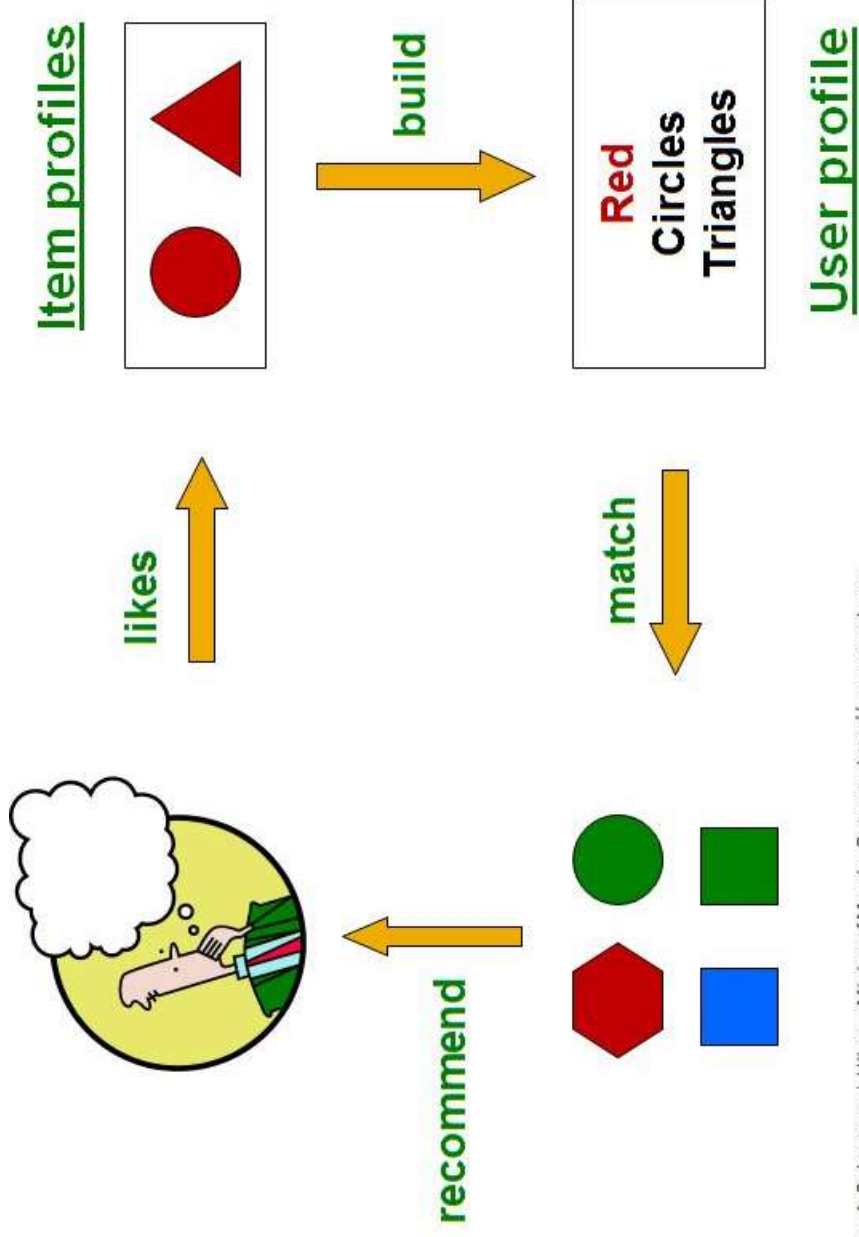 Item profiles
likes
build
recommend
match
Red
Circles
Triangles
User profile